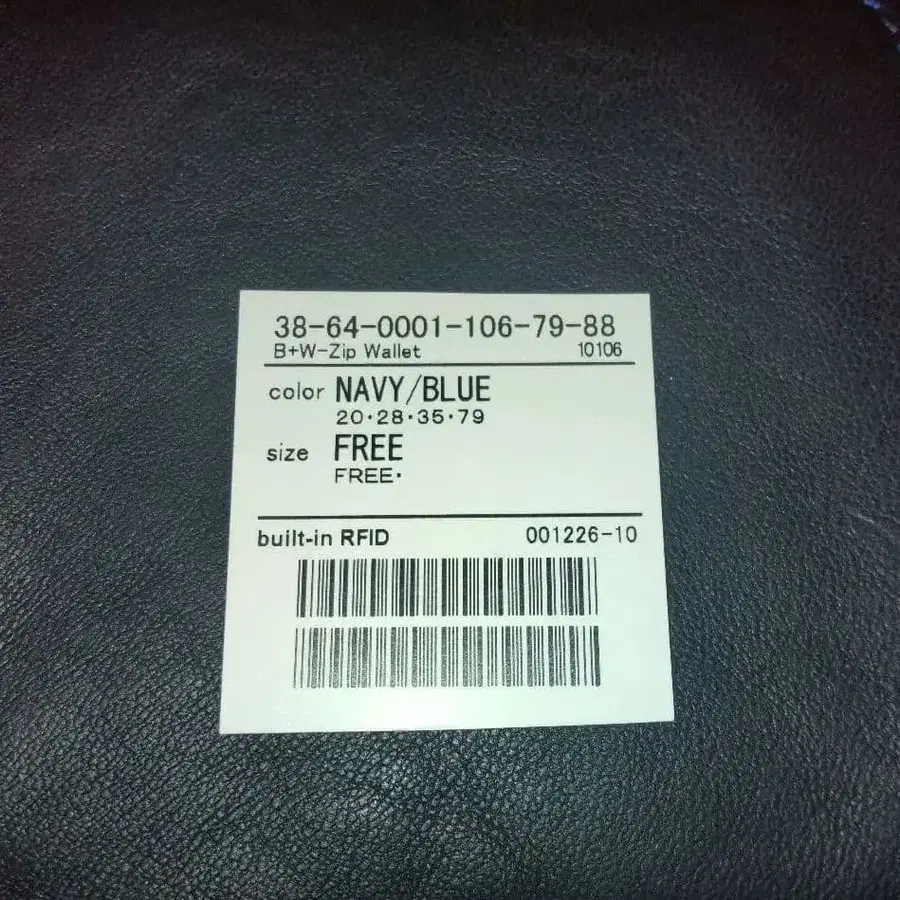 38-64-0001-106-79-88
B+W-Zip Wallet 10106
color NAVY/BLUE
20·28·35·79
size FREE
FREE·
built-in RFID 001226-10